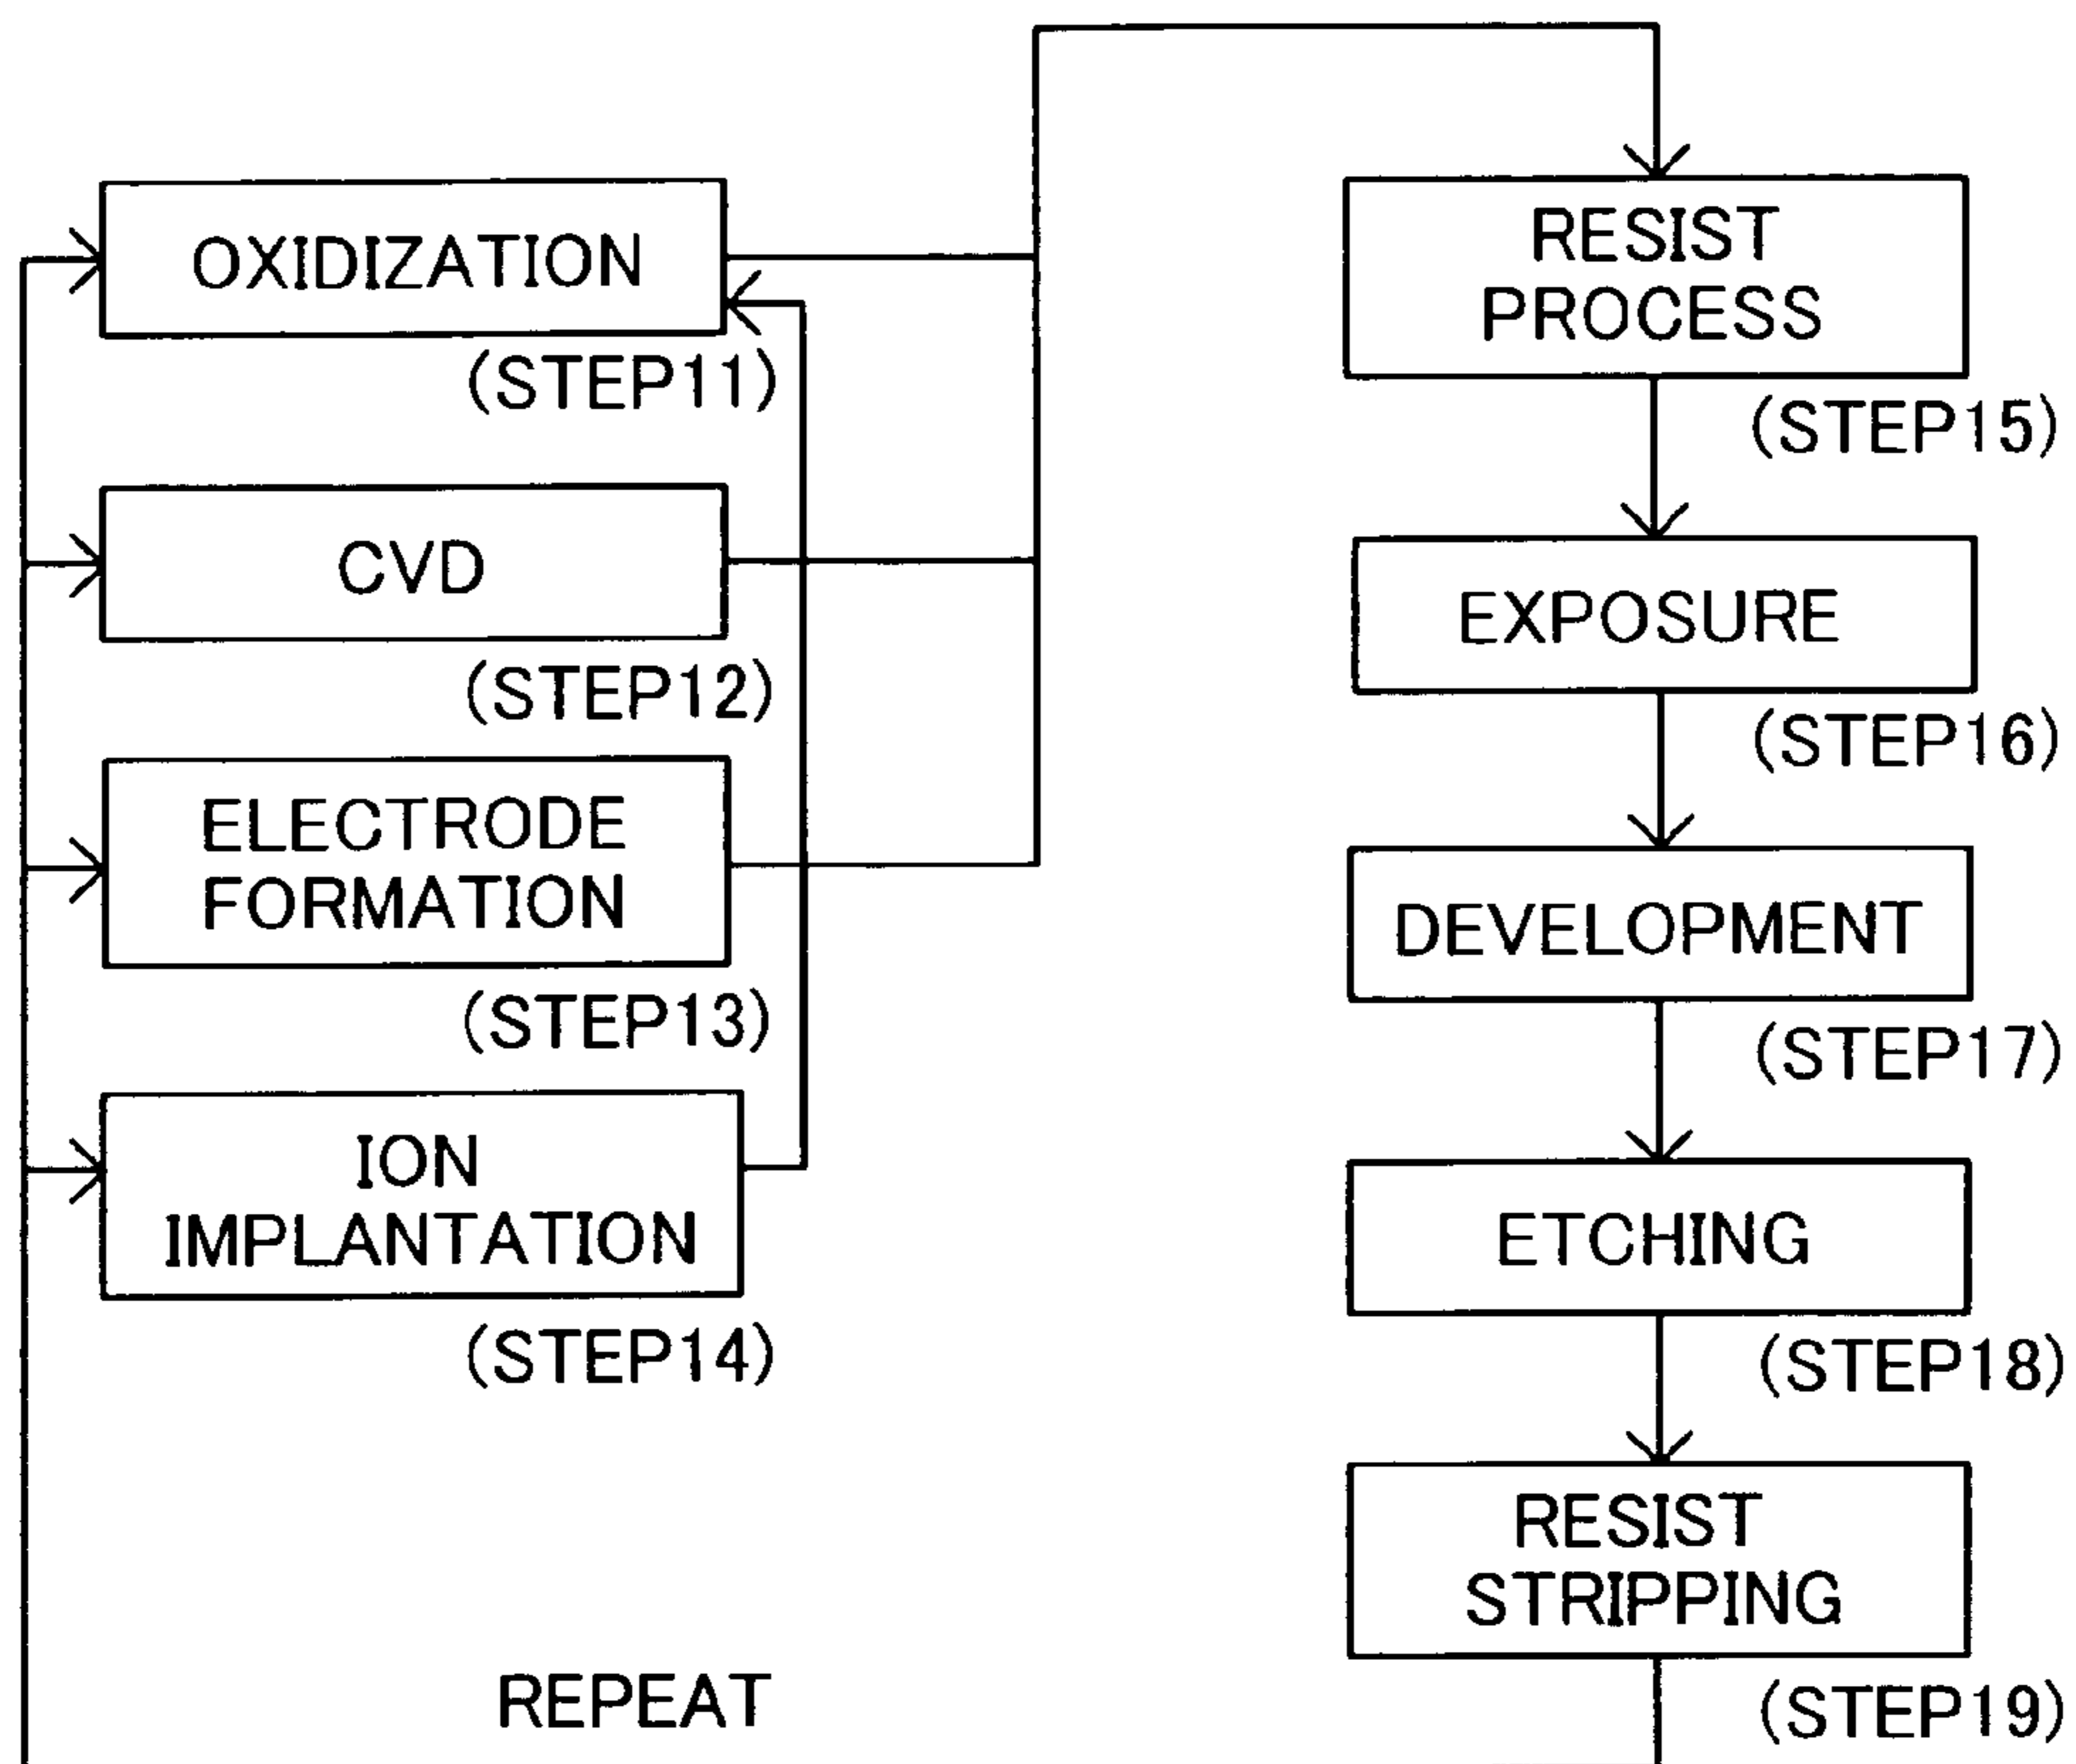 OXIDIZATION
(STEP11)
CVD
(STEP12)
ELECTRODE
FORMATION
(STEP13)
ION
IMPLANTATION
(STEP14)
REPEAT
RESIST
PROCESS
(STEP15)
EXPOSURE
(STEP16)
DEVELOPMENT
(STEP17)
ETCHING
(STEP18)
RESIST
STRIPPING
(STEP19)